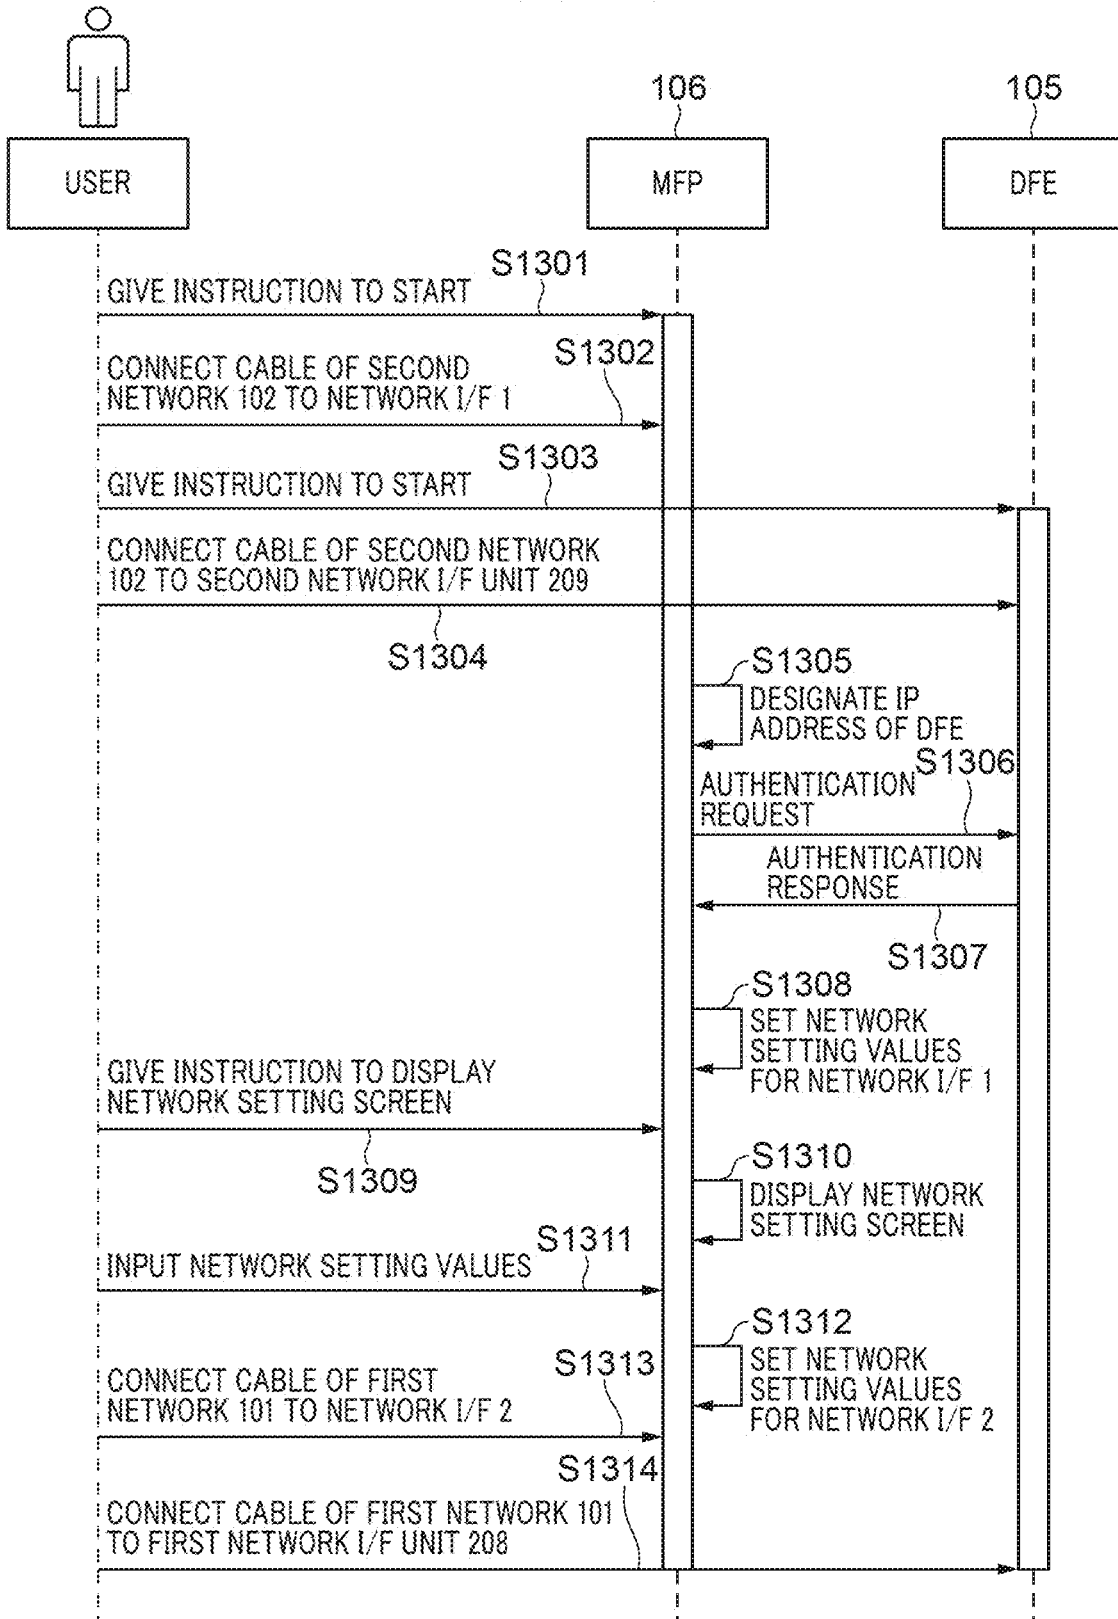 106
105
USER
MFP
DFE
S1301
GIVE INSTRUCTION TO START
S1302
CONNECT CABLE OF SECOND
NETWORK 102 TO NETWORK I/F 1
S1303
GIVE INSTRUCTION TO START
CONNECT CABLE OF SECOND NETWORK
102 TO SECOND NETWORK I/F UNIT 209
S1304
S1305
DESIGNATE IP
ADDRESS OF DFE
S1306
AUTHENTICATION
REQUEST
AUTHENTICATION
RESPONSE
S1307
S1308
SET NETWORK
SETTING VALUES
FOR NETWORK I/F 1
GIVE INSTRUCTION TO DISPLAY
NETWORK SETTING SCREEN
S1309
S1310
DISPLAY NETWORK
SETTING SCREEN
S1311
INPUT NETWORK SETTING VALUES
S1312
SET NETWORK
SETTING VALUES
FOR NETWORK I/F 2
S1313
CONNECT CABLE OF FIRST
NETWORK 101 TO NETWORK I/F 2
S1314
CONNECT CABLE OF FIRST NETWORK 101
TO FIRST NETWORK I/F UNIT 208